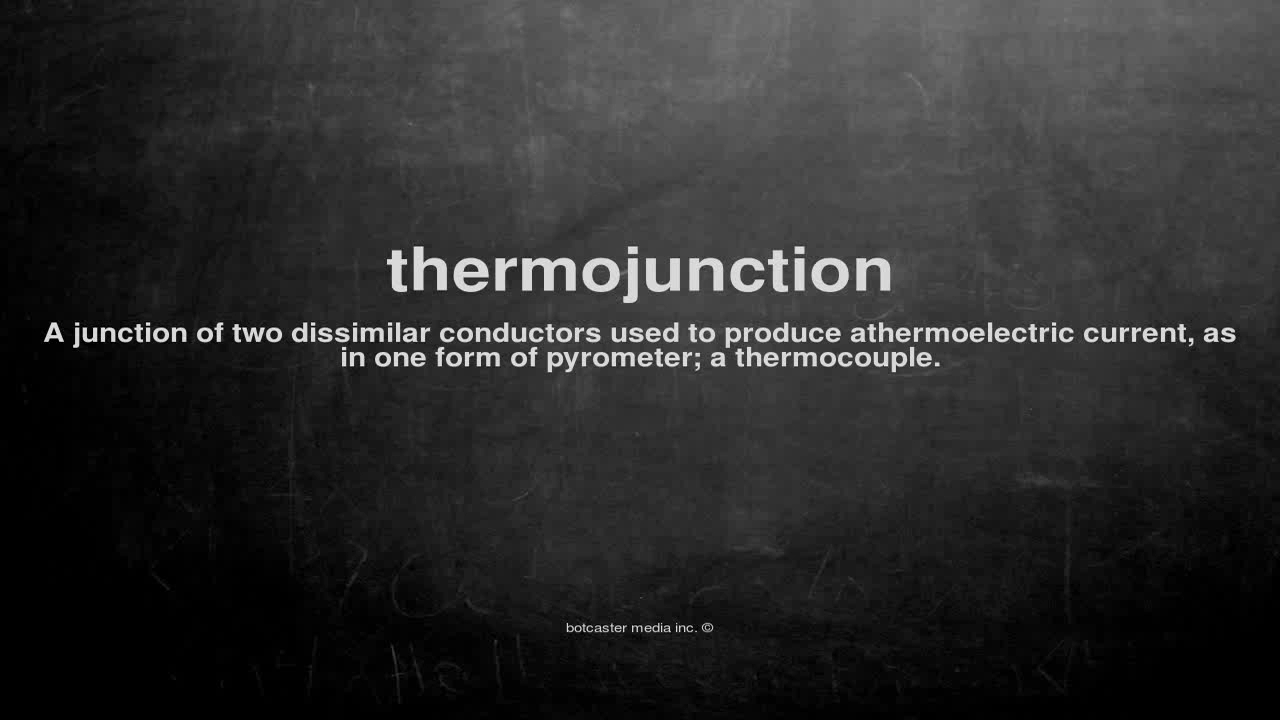 thermojunction
A junction of two dissimilar conductors used to produce athermoelectric current, as
in one form of pyrometer; a thermocouple.
botcaster media inc. ©